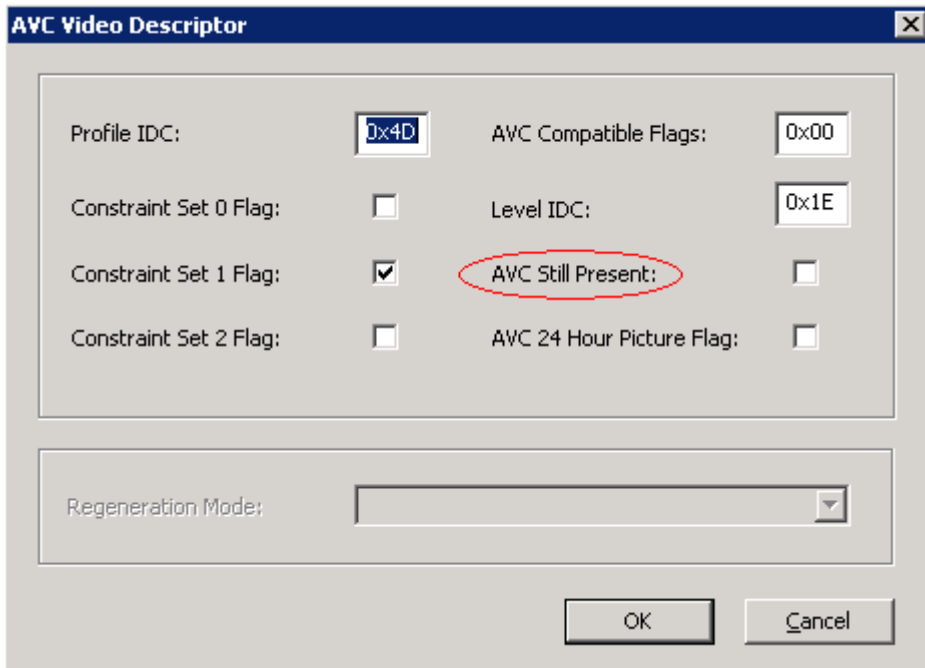 AVC Video Descriptor
Profile IDC: 0x4D AVC Compatible Flags: 0x00
Constraint Set 0 Flag: Level IDC: 0x1E
Constraint Set 1 Flag: AVC Still Present:
Constraint Set 2 Flag: AVC 24 Hour Picture Flag:
Regeneration Mode:
OK Cancel